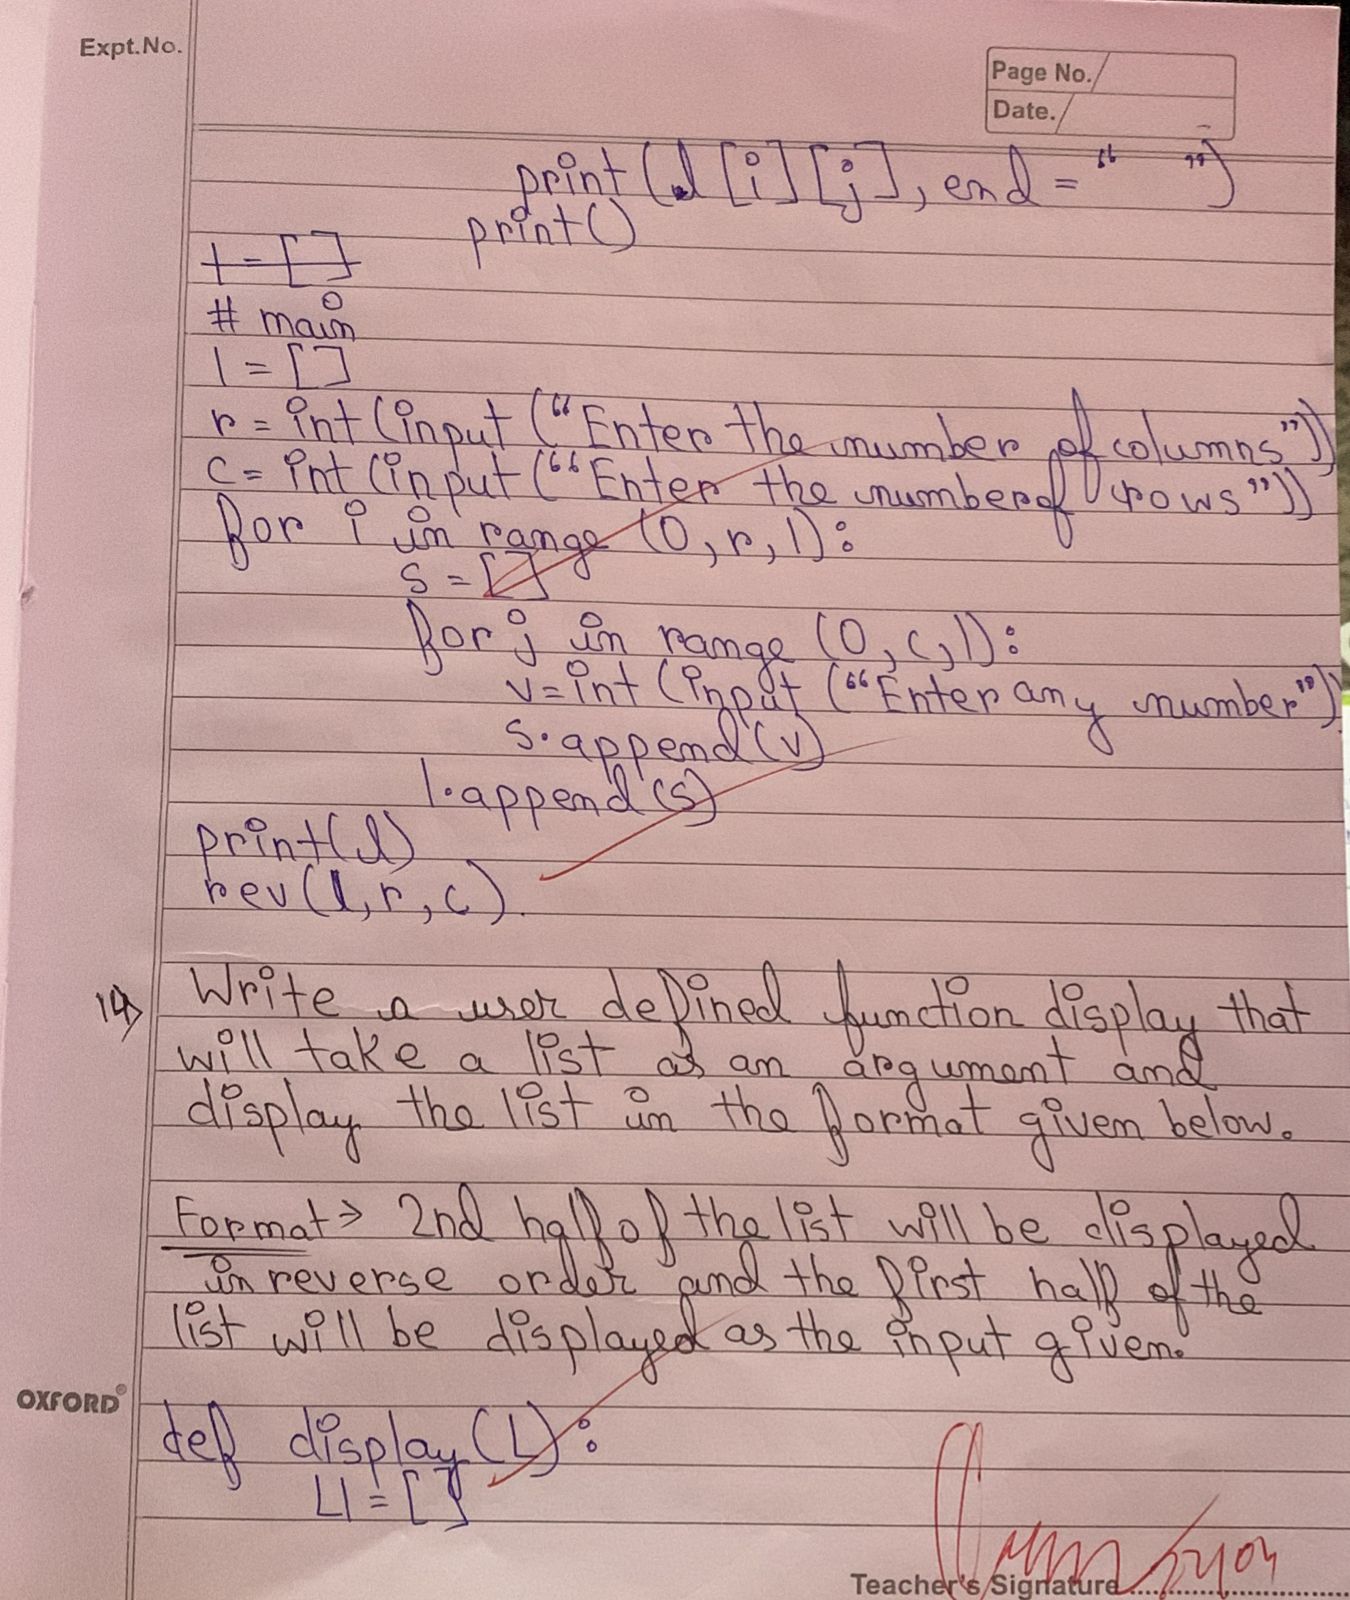 Expt.No.
Page No.
Date.
print(l[i][j], end = “ ”)
print()
l = []
# main
l = []
r = int(input(“Enter the number of columns”))
c = int(input(“Enter the number of rows”))
for i in range (0, r, 1):
s = []
for j in range (0, c, 1):
v = int(input(“Enter any number”)
s.append(v)
l.append(s)
print(l)
rev(l, r, c).
14) Write a user defined function display that
will take a list as an argument and
display the list in the format given below.
Format → 2nd half of the list will be displayed
in reverse order and the first half of the
list will be displayed as the input given.
OXFORD®
def display(L):
L1 = []
Teacher's Signature